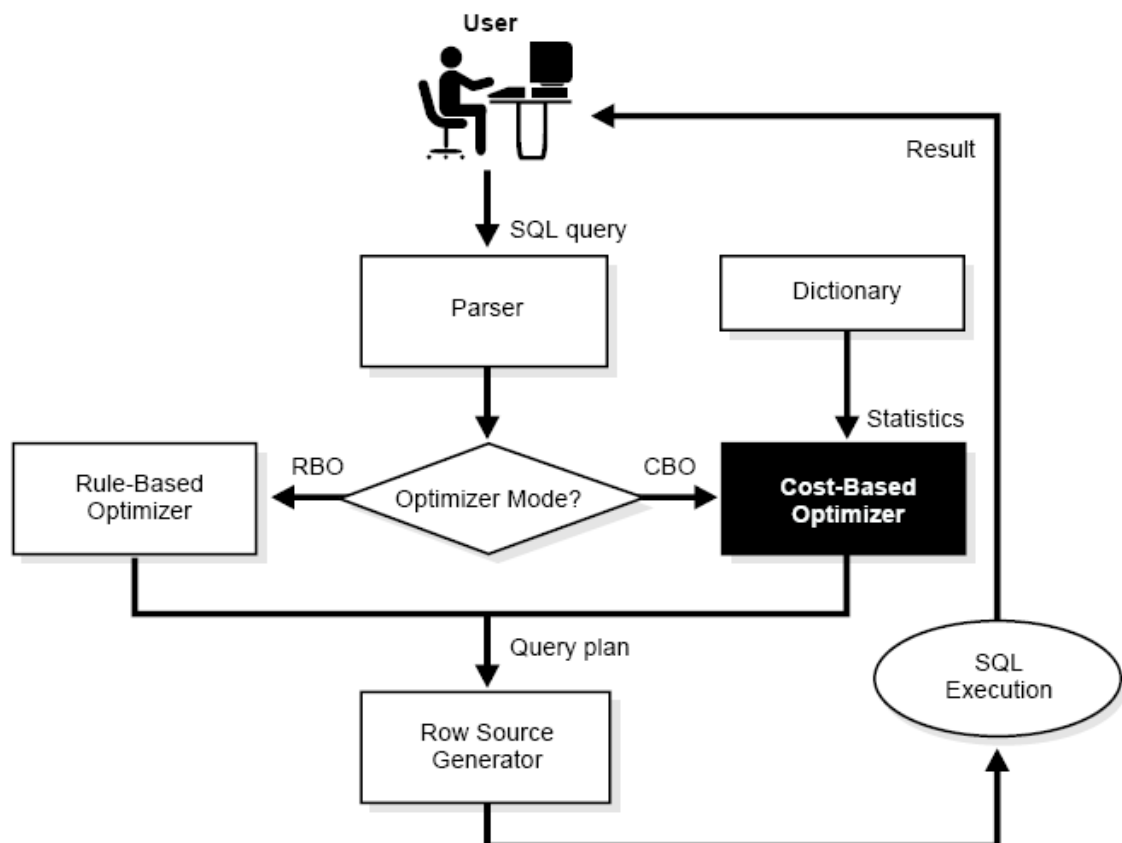 User
Result
SQL query
Parser
Dictionary
Statistics
RBO
CBO
Rule-Based
Optimizer
Optimizer Mode?
Cost-Based
Optimizer
Query plan
SQL
Execution
Row Source
Generator